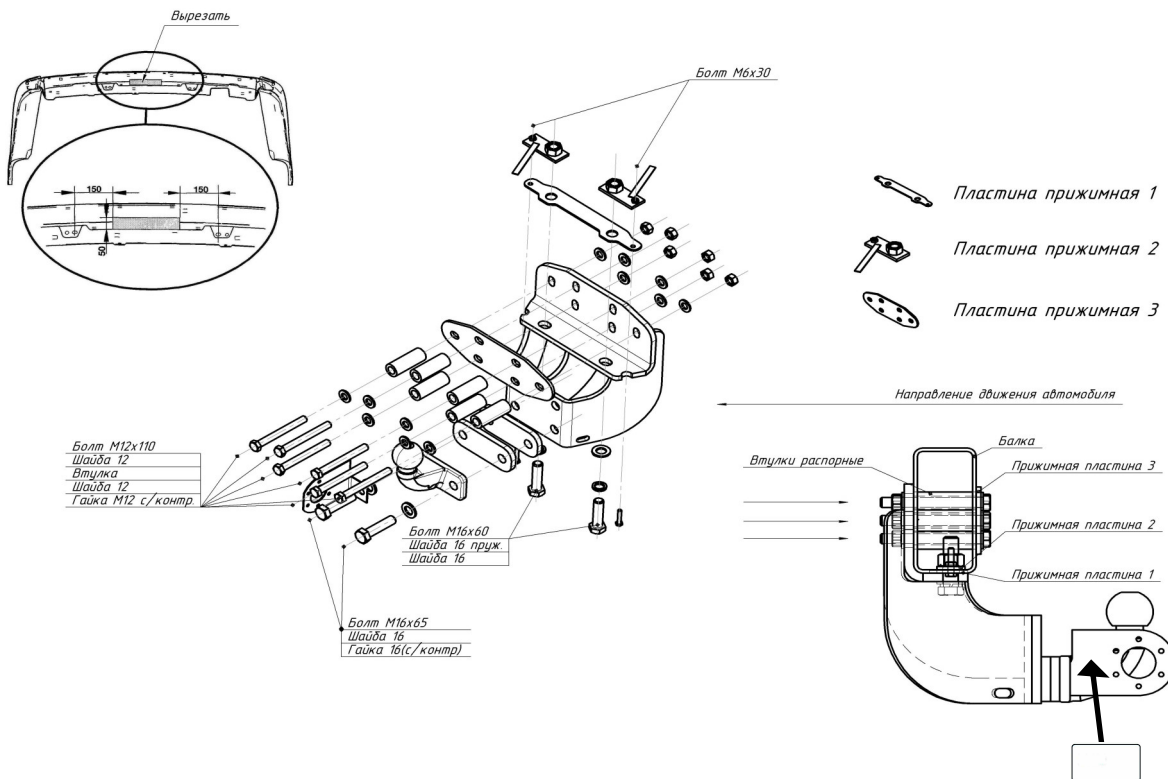 Вырезать
150
150
50
Болт М6х30
Пластина прижимная 1
Пластина прижимная 2
Пластина прижимная 3
Направление движения автомобиля
Балка
Втулки распорные
Прижимная пластина 3
Прижимная пластина 2
Прижимная пластина 1
Болт М12х110
Шайба 12
Втулка
Шайба 12
Гайка М12 с/контр.
Болт М16х60
Шайба 16 пруж.
Шайба 16
Болт М16х65
Шайба 16
Гайка 16(с/контр)